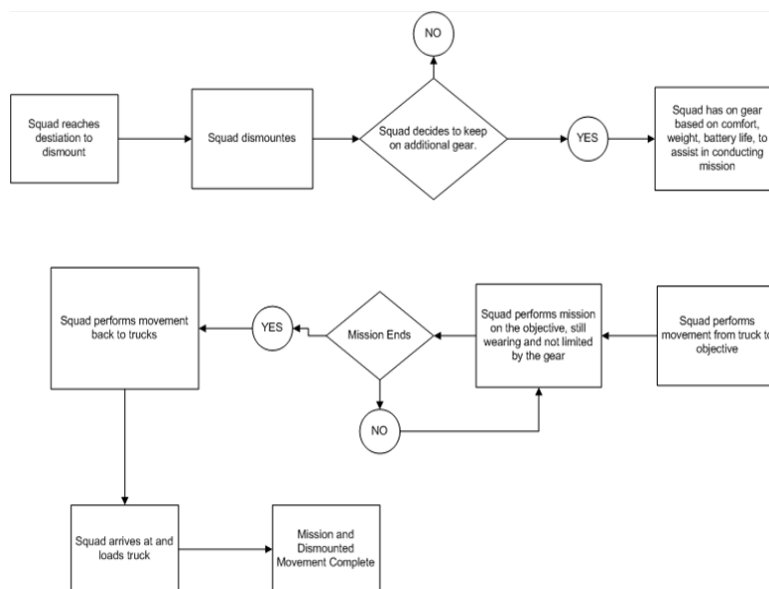 NO
Squad reaches
destiation to
dismount
Squad dismountes
Squad decides to keep
on additional gear.
YES
Squad has on gear
based on comfort,
weight, battery life, to
assist in conducting
mission
Squad performs
movement from truck to
objective
Squad performs mission
on the objective, still
wearing and not limited
by the gear
Mission Ends
NO
YES
Squad performs movement
back to trucks
Squad arrives at and
loads truck
Mission and
Dismounted
Movement Complete